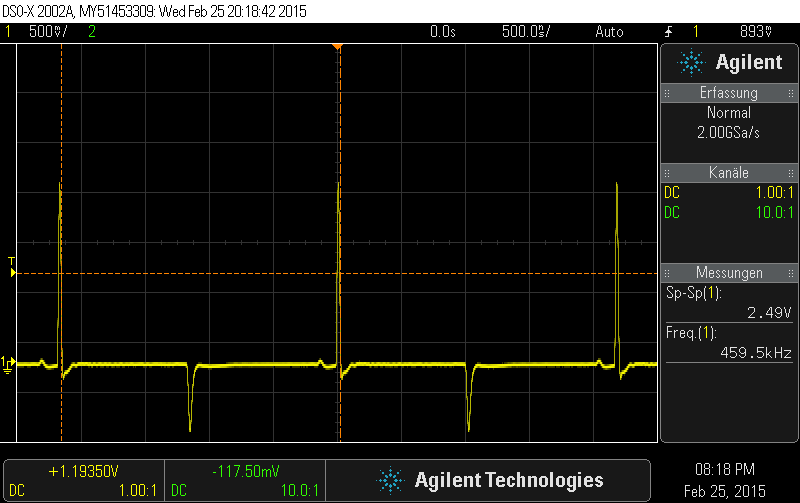 DSO-X 2002A, MY51453309: Wed Feb 25 20:18:42 2015
1 500V/ 2 0.0s 500.0s/ Auto 1 893V
Agilent
Erfassung
Normal
2.00GSa/s
Kanäle
DC 1.00:1
DC 10.0:1
Messungen
Sp-Sp(1):
2.49V
Freq.(1):
459.5kHz
T
1
+1.19350V
DC 1.00:1
-117.50mV
DC 10.0:1
Agilent Technologies
08:18 PM
Feb 25, 2015